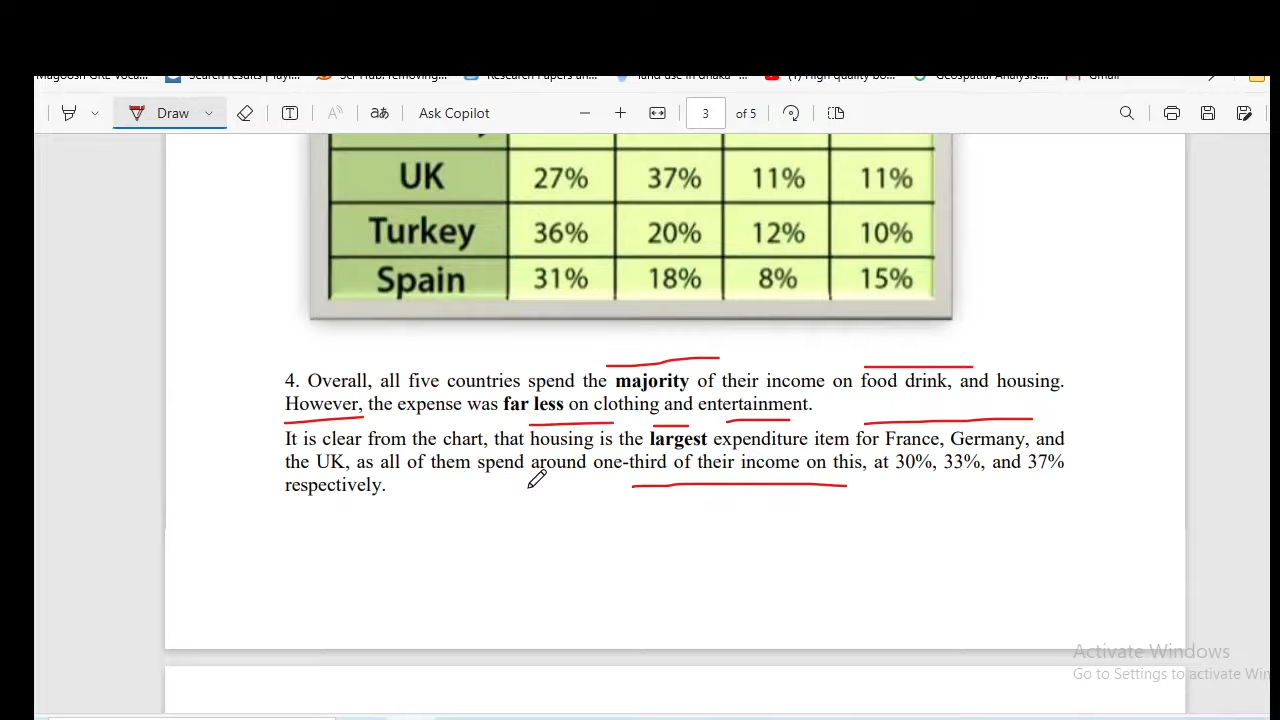 Draw
Ask Copilot
3
of 5
UK 27% 37% 11% 11%
Turkey 36% 20% 12% 10%
Spain 31% 18% 8% 15%
4. Overall, all five countries spend the majority of their income on food drink, and housing.
However, the expense was far less on clothing and entertainment.
It is clear from the chart, that housing is the largest expenditure item for France, Germany, and
the UK, as all of them spend around one-third of their income on this, at 30%, 33%, and 37%
respectively.
Activate Windows
Go to Settings to activate Win